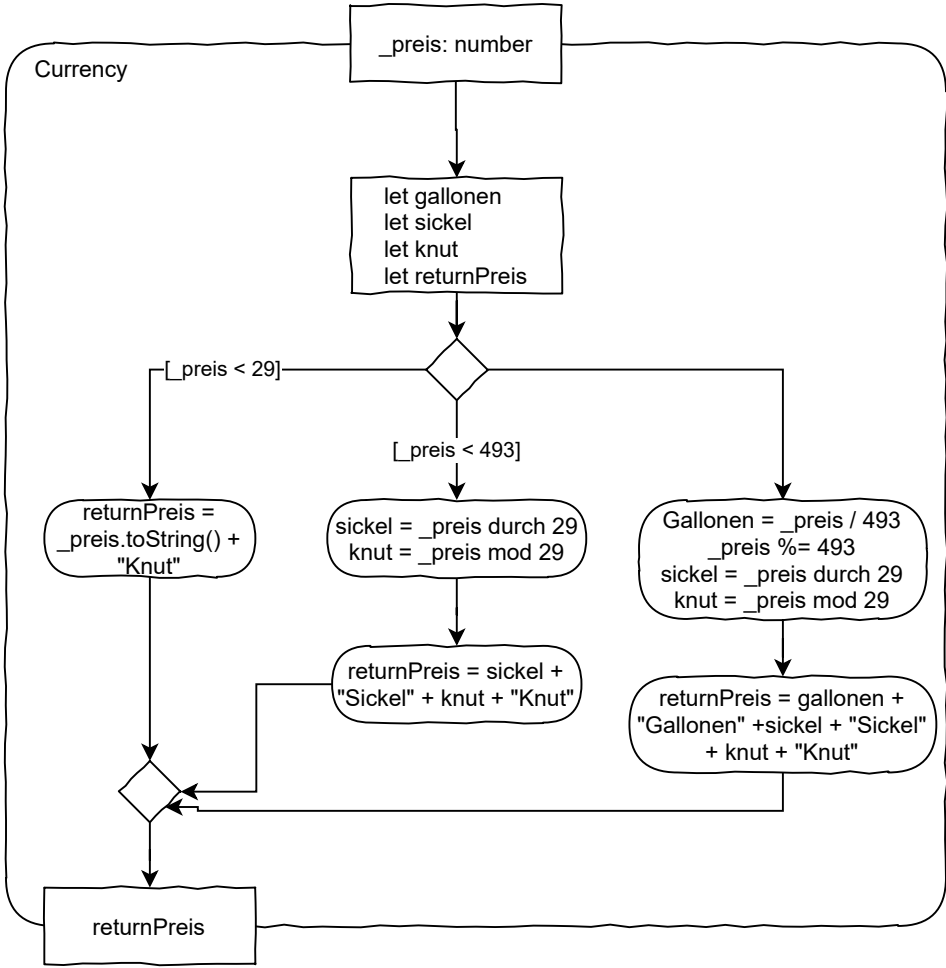 _preis: number
Currency
let gallonen
let sickel
let knut
let returnPreis
[_preis < 29]
[_preis < 493]
returnPreis =
_preis.toString() +
"Knut"
sickel = _preis durch 29
knut = _preis mod 29
Gallonen = _preis / 493
_preis %= 493
sickel = _preis durch 29
knut = _preis mod 29
returnPreis = sickel +
"Sickel" + knut + "Knut"
returnPreis = gallonen +
"Gallonen" +sickel + "Sickel"
+ knut + "Knut"
returnPreis